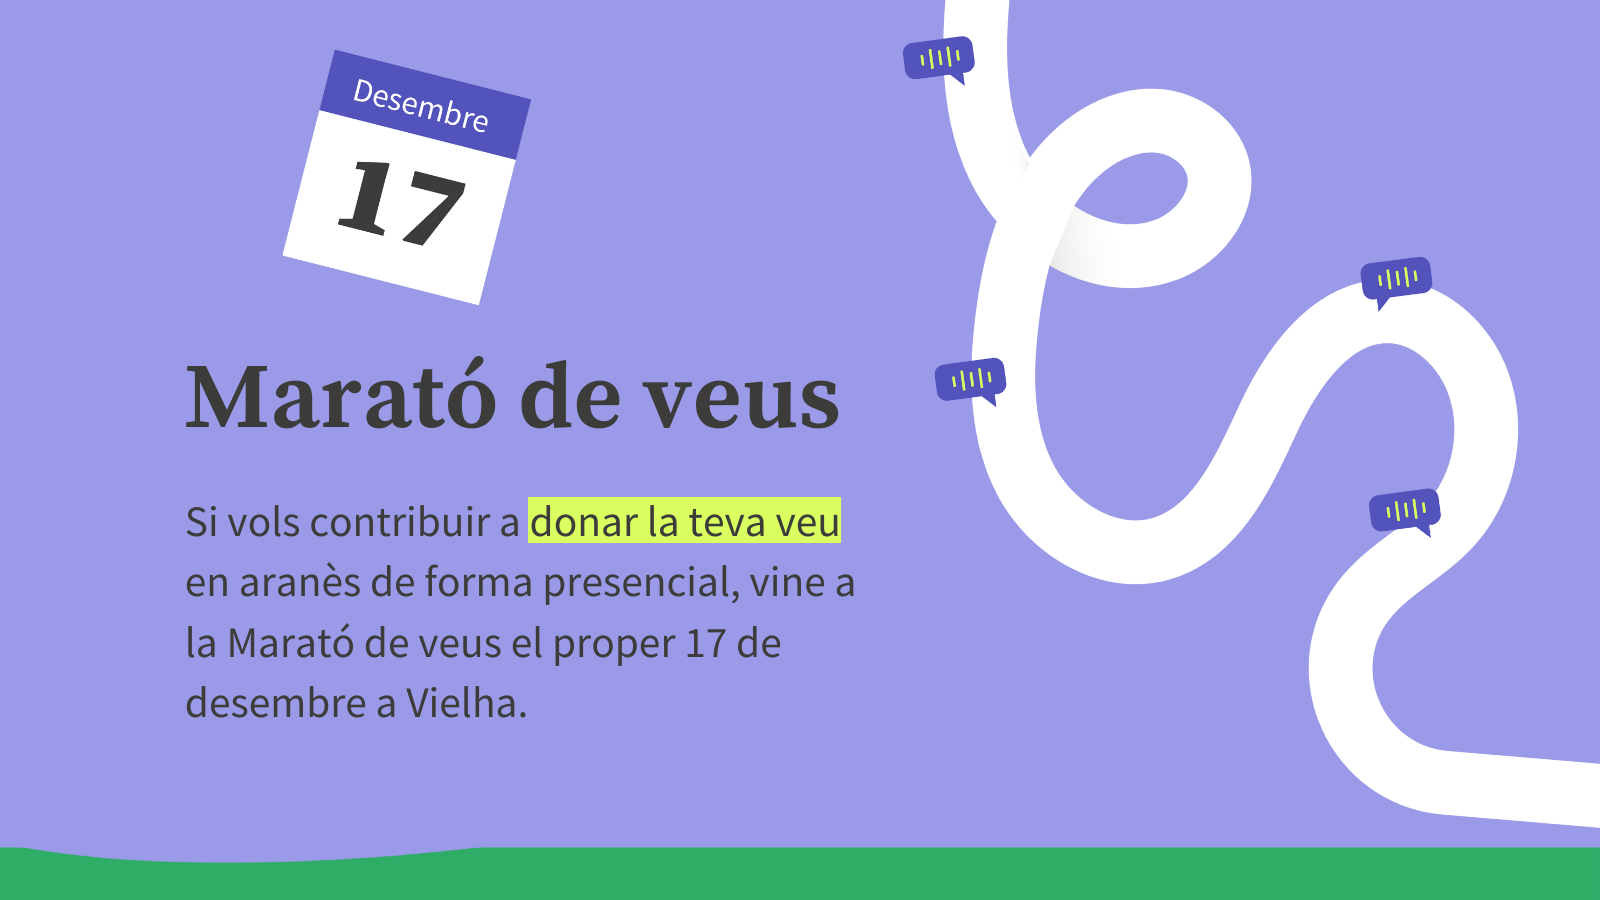 Desembre
17
Marató de veus
Si vols contribuir a donar la teva veu
en aranès de forma presencial, vine a
la Marató de veus el proper 17 de
desembre a Vielha.